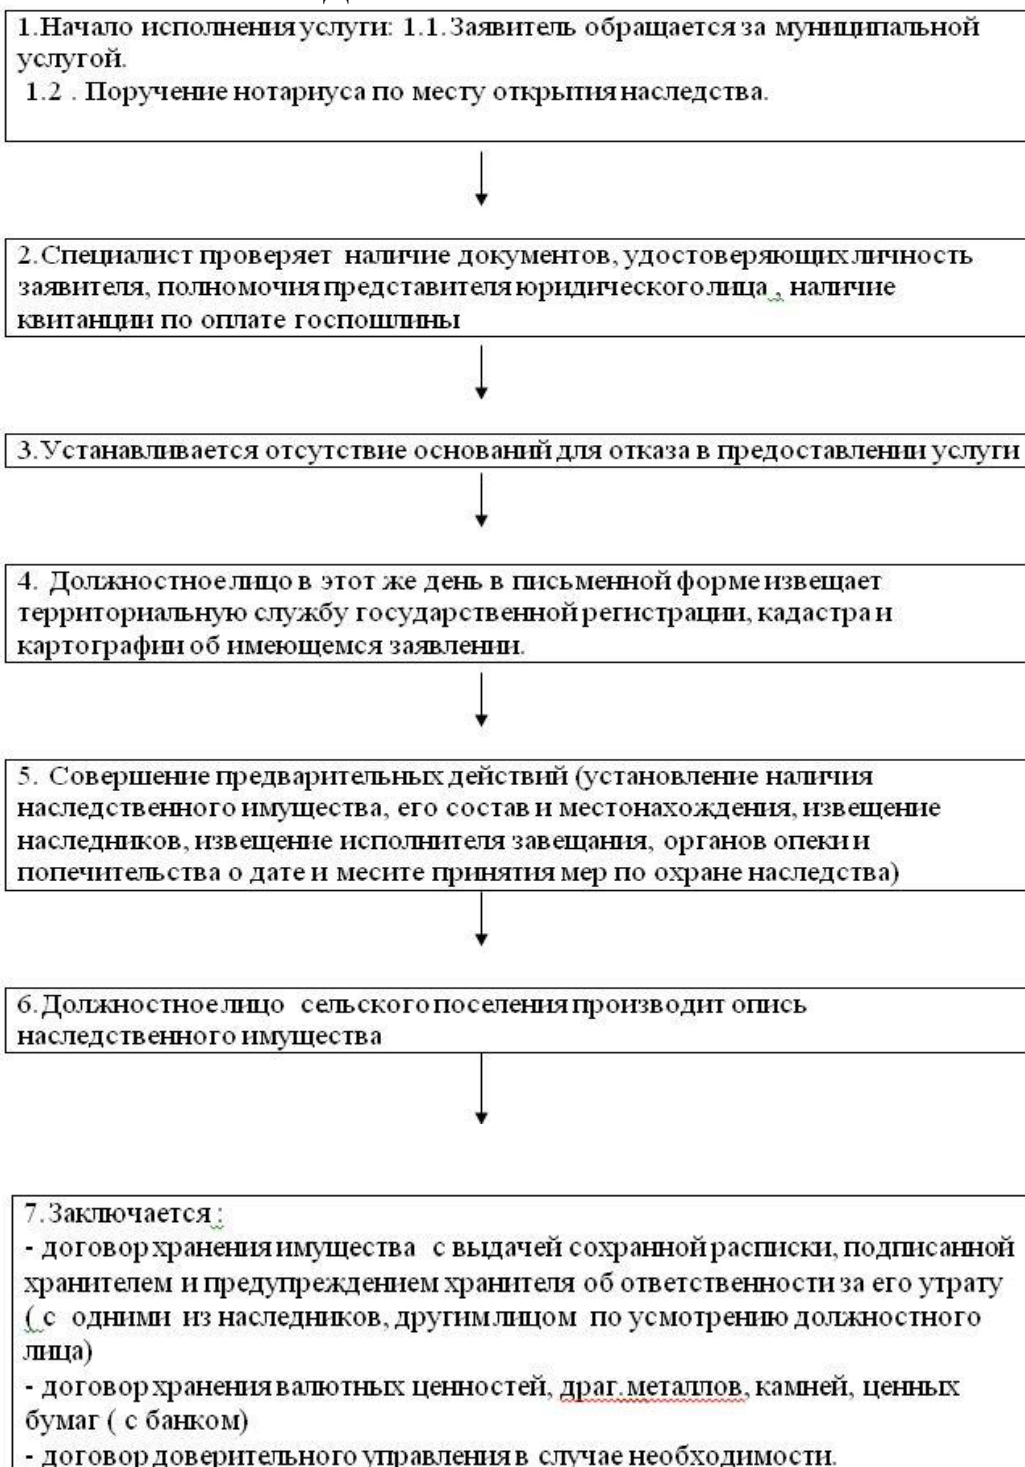 1.Начало исполнения услуги: 1.1.Заявитель обращается за муниципальной
услугой.
1.2 . Поручение нотариуса по месту открытия наследства.
2.Специалист проверяет наличие документов, удостоверяющих личность
заявителя, полномочия представителя юридического лица , наличие
квитанции по оплате госпошлины
3.Устанавливается отсутствие оснований для отказа в предоставлении услуги
4. Должностное лицо в этот же день в письменной форме извещает
территориальную службу государственной регистрации, кадастра и
картографии об имеющемся заявлении.
5. Совершение предварительных действий (установление наличия
наследственного имущества, его состав и местонахождения, извещение
наследников, извещение исполнителя завещания, органов опеки и
попечительства о дате и месите принятия мер по охране наследства)
6.Должностное лицо сельского поселения производит опись
наследственного имущества
7.Заключается :
- договор хранения имущества с выдачей сохранной расписки, подписанной
хранителем и предупреждением хранителя об ответственности за его утрату
( с одними из наследников, другим лицом по усмотрению должностного
лица)
- договор хранения валютных ценностей, драг.металлов, камней, ценных
бумаг ( с банком)
- договор доверительного управления в случае необходимости.